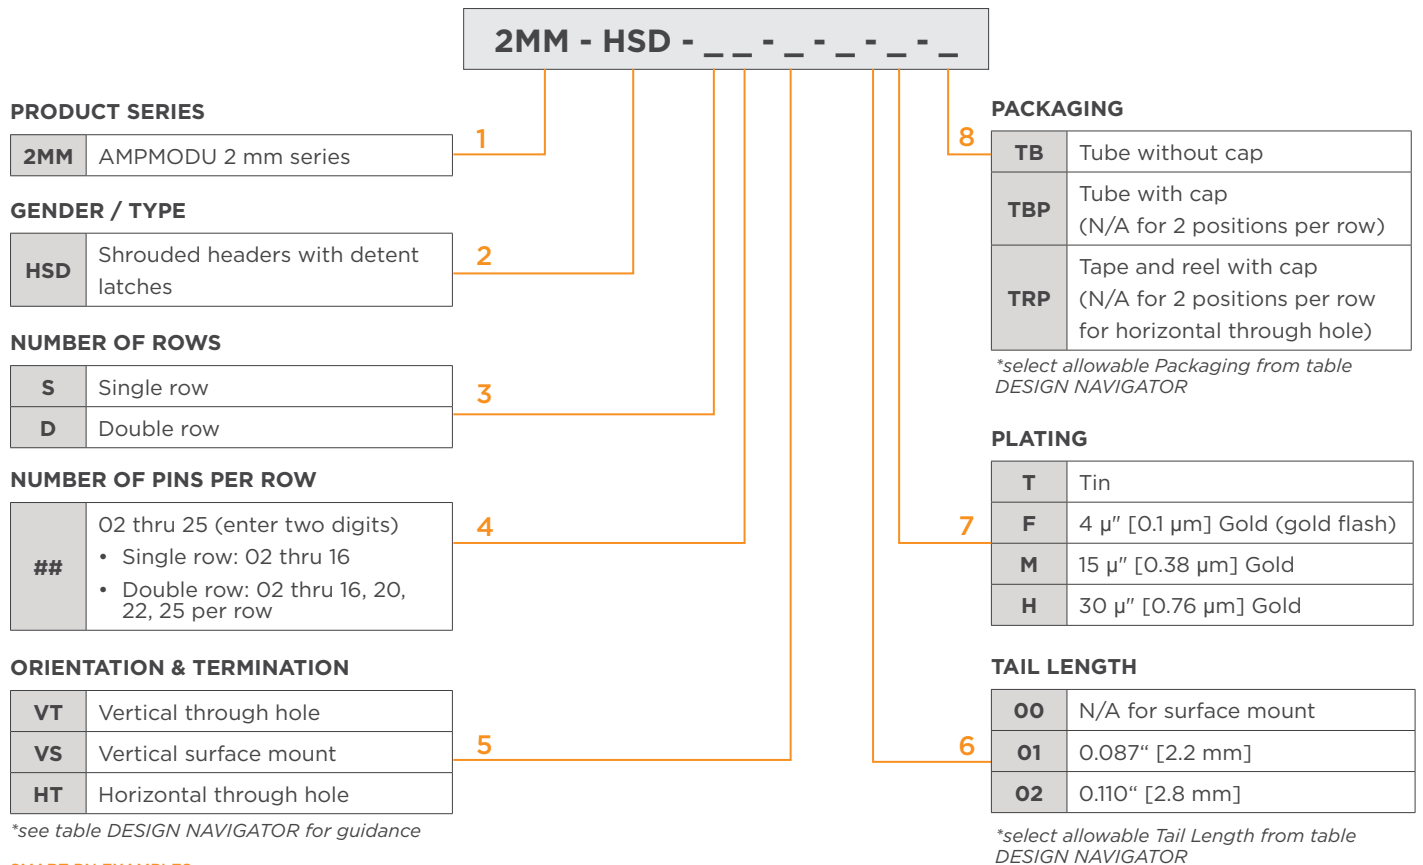 2MM - HSD - _ _ - _ - _ - _ - _
PRODUCT SERIES
1
2MM AMPMODU 2 mm series
GENDER / TYPE
2
HSD Shrouded headers with detent
latches
NUMBER OF ROWS
3
S Single row
D Double row
NUMBER OF PINS PER ROW
4
## 02 thru 25 (enter two digits)
• Single row: 02 thru 16
• Double row: 02 thru 16, 20,
22, 25 per row
ORIENTATION & TERMINATION
5
VT Vertical through hole
VS Vertical surface mount
HT Horizontal through hole
*see table DESIGN NAVIGATOR for guidance
PACKAGING
8
TB Tube without cap
TBP Tube with cap
(N/A for 2 positions per row)
TRP Tape and reel with cap
(N/A for 2 positions per row
for horizontal through hole)
*select allowable Packaging from table
DESIGN NAVIGATOR
PLATING
7
T Tin
F 4 µ" [0.1 µm] Gold (gold flash)
M 15 µ" [0.38 µm] Gold
H 30 µ" [0.76 µm] Gold
TAIL LENGTH
6
00 N/A for surface mount
01 0.087“ [2.2 mm]
02 0.110“ [2.8 mm]
*select allowable Tail Length from table
DESIGN NAVIGATOR